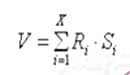 V = \sum_{i=1}^{K} R_i \cdot S_i